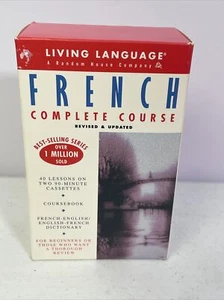 LIVING LANGUAGE®
A Random House Company
FRENCH
COMPLETE COURSE
REVISED & UPDATED
BEST-SELLING SERIES
OVER
1 MILLION
SOLD
40 LESSONS ON
TWO 90-MINUTE
CASSETTES
COURSEBOOK
FRENCH-ENGLISH/
ENGLISH-FRENCH
DICTIONARY
FOR BEGINNERS OR
THOSE WHO WANT
A THOROUGH
REVIEW